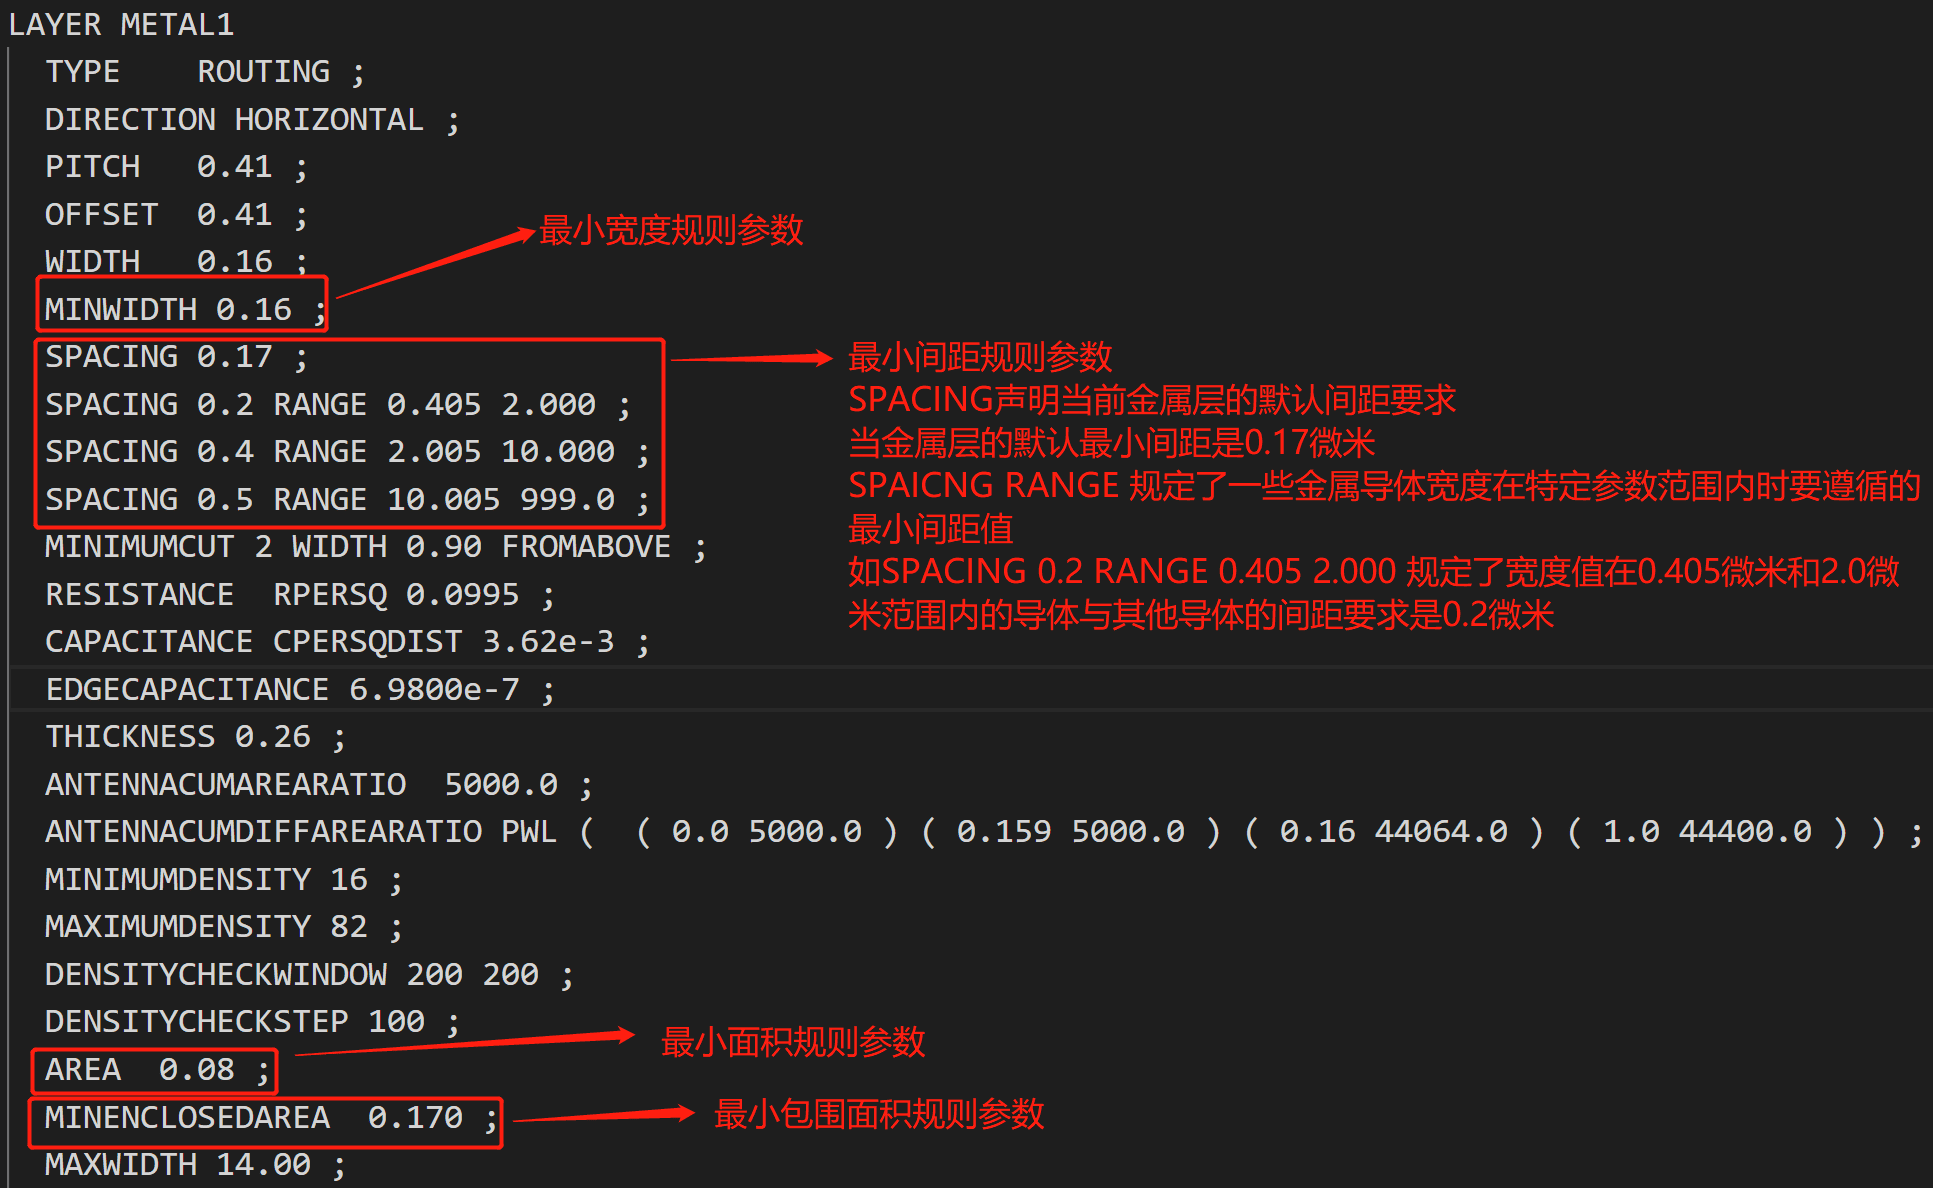 LAYER METAL1
TYPE    ROUTING ;
DIRECTION HORIZONTAL ;
PITCH   0.41 ;
OFFSET  0.41 ;
WIDTH   0.16 ;
最小宽度规则参数
MINWIDTH 0.16 ;
SPACING 0.17 ;
SPACING 0.2 RANGE 0.405 2.000 ;
SPACING 0.4 RANGE 2.005 10.000 ;
SPACING 0.5 RANGE 10.005 999.0 ;
最小间距规则参数
SPACING声明当前金属层的默认间距要求
当金属层的默认最小间距是0.17微米
SPAICNG RANGE 规定了一些金属导体宽度在特定参数范围内时要遵循的
最小间距值
如SPACING 0.2 RANGE 0.405 2.000 规定了宽度值在0.405微米和2.0微
米范围内的导体与其他导体的间距要求是0.2微米
MINIMUMCUT 2 WIDTH 0.90 FROMABOVE ;
RESISTANCE  RPERSQ 0.0995 ;
CAPACITANCE CPERSQDIST 3.62e-3 ;
EDGECAPACITANCE 6.9800e-7 ;
THICKNESS 0.26 ;
ANTENNACUMAREARATIO  5000.0 ;
ANTENNACUMDIFFAREARATIO PWL (  ( 0.0 5000.0 ) ( 0.159 5000.0 ) ( 0.16 44064.0 ) ( 1.0 44400.0 ) ) ;
MINIMUMDENSITY 16 ;
MAXIMUMDENSITY 82 ;
DENSITYCHECKWINDOW 200 200 ;
DENSITYCHECKSTEP 100 ;
最小面积规则参数
AREA  0.08 ;
MINENCLOSEDAREA  0.170 ;
最小包围面积规则参数
MAXWIDTH 14.00 ;